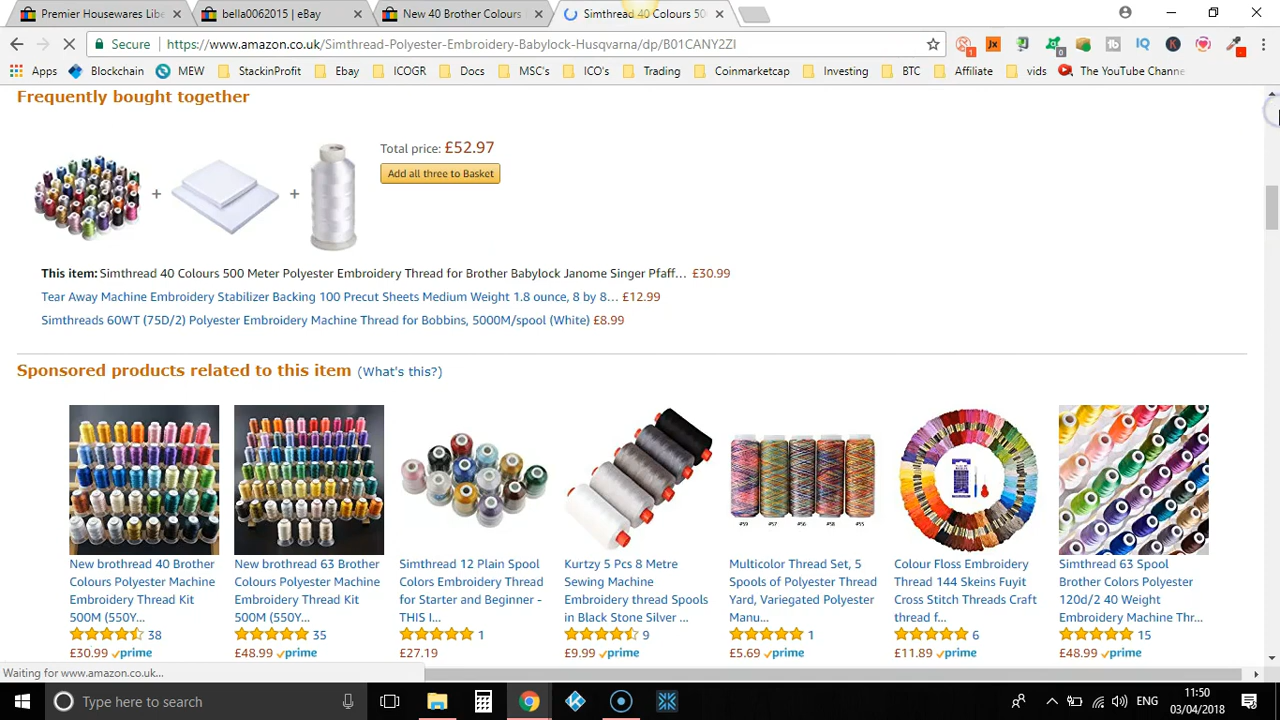 Premier Housewares Libe
bella0062015 | eBay
New 40 Brother Colours
Simthread 40 Colours 50
Secure
https://www.amazon.co.uk/Simthread-Polyester-Embroidery-Babylock-Husqvarna/dp/B01CANY2ZI
Apps
Blockchain
MEW
StackinProfit
Ebay
ICOGR
Docs
MSC's
ICO's
Trading
Coinmarketcap
Investing
BTC
Affiliate
vids
The YouTube Channe
Frequently bought together
Total price: £52.97
Add all three to Basket
This item: Simthread 40 Colours 500 Meter Polyester Embroidery Thread for Brother Babylock Janome Singer Pfaff... £30.99
Tear Away Machine Embroidery Stabilizer Backing 100 Precut Sheets Medium Weight 1.8 ounce, 8 by 8... £12.99
Simthreads 60WT (75D/2) Polyester Embroidery Machine Thread for Bobbins, 5000M/spool (White) £8.99
Sponsored products related to this item (What's this?)
New brothread 40 Brother
Colours Polyester Machine
Embroidery Thread Kit
500M (550Y...
38
£30.99 prime
New brothread 63 Brother
Colours Polyester Machine
Embroidery Thread Kit
500M (550Y...
35
£48.99 prime
Simthread 12 Plain Spool
Colors Embroidery Thread
for Starter and Beginner -
THIS I...
1
£27.19
Kurtzy 5 Pcs 8 Metre
Sewing Machine
Embroidery thread Spools
in Black Stone Silver ...
9
£9.99 prime
#59 #57 #56 #58 #55
Multicolor Thread Set, 5
Spools of Polyester Thread
Yard, Variegated Polyester
Manu...
1
£5.69 prime
Colour Floss Embroidery
Thread 144 Skeins Fuyit
Cross Stitch Threads Craft
thread f...
6
£11.89 prime
Simthread 63 Spool
Brother Colors Polyester
120d/2 40 Weight
Embroidery Machine Thr...
15
£48.99 prime
Waiting for www.amazon.co.uk...
Type here to search
ENG
11:50
03/04/2018